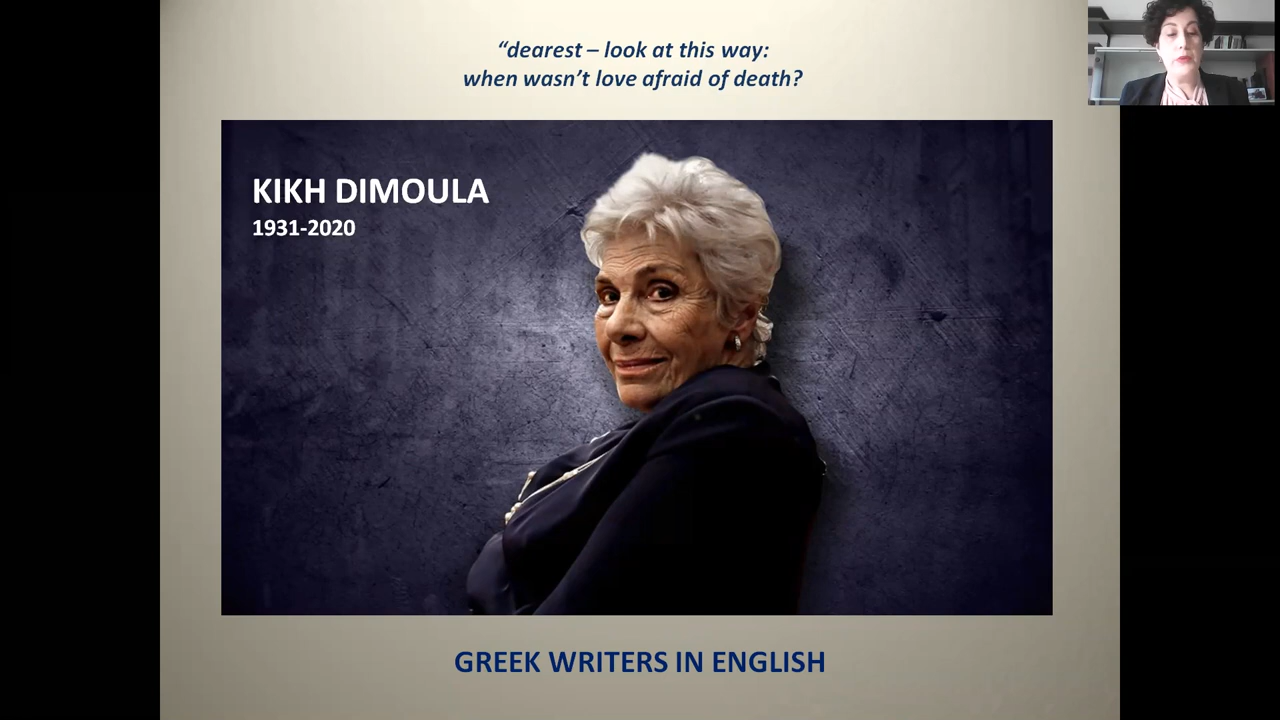 “dearest – look at this way:
when wasn’t love afraid of death?
KIKH DIMOULA
1931-2020
GREEK WRITERS IN ENGLISH